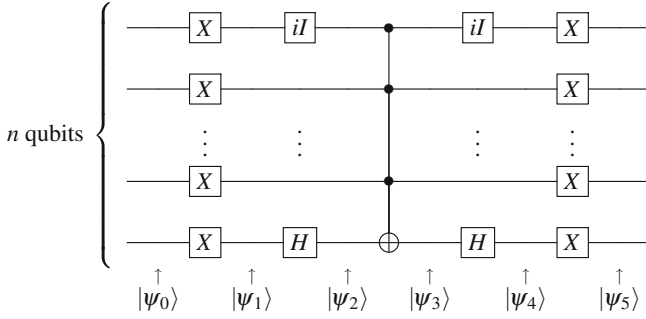 X iI iI X
X X
n qubits ⋮ ⋮ ⋮ ⋮
X X
X H H X
↑ ↑ ↑ ↑ ↑ ↑
|ψ₀⟩ |ψ₁⟩ |ψ₂⟩ |ψ₃⟩ |ψ₄⟩ |ψ₅⟩